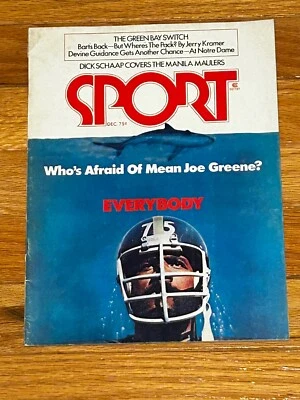 THE GREEN BAY SWITCH
Bart's Back—But Where's The Pack? By Jerry Kramer
Devine Guidance Gets Another Chance—At Notre Dame
DICK SCHAAP COVERS THE MANILA MAULERS
SPORT
DEC. 75¢
Who's Afraid Of Mean Joe Greene?
EVERYBODY
75